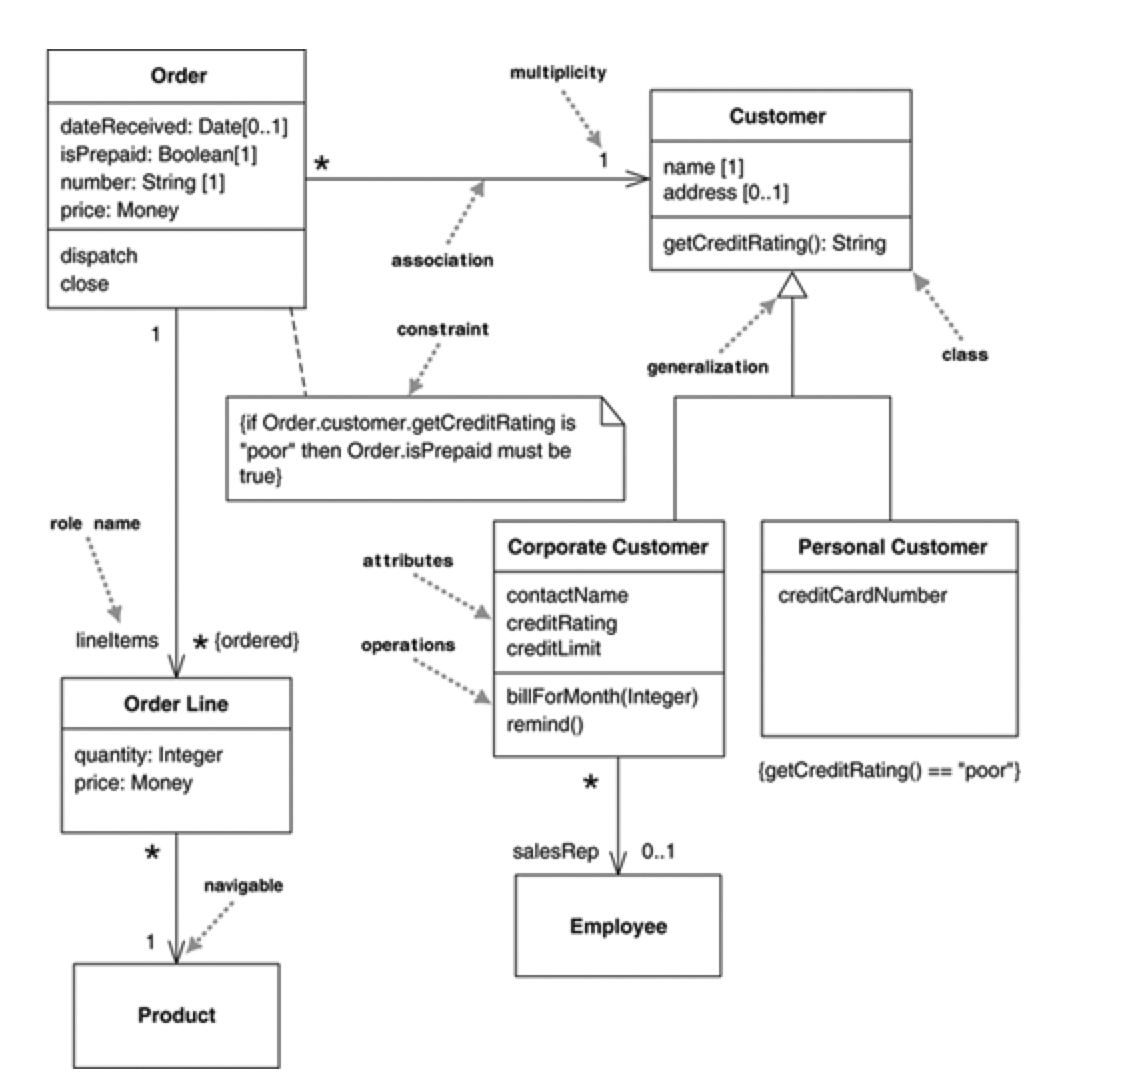 Order
dateReceived: Date[0..1]
isPrepaid: Boolean[1]
number: String [1]
price: Money
dispatch
close
multiplicity
*
1
association
Customer
name [1]
address [0..1]
getCreditRating(): String
class
generalization
constraint
{if Order.customer.getCreditRating is
"poor" then Order.isPrepaid must be
true}
1
role name
lineItems
* {ordered}
Order Line
quantity: Integer
price: Money
*
navigable
1
Product
attributes
operations
Corporate Customer
contactName
creditRating
creditLimit
billForMonth(Integer)
remind()
*
salesRep
0..1
Employee
Personal Customer
creditCardNumber
{getCreditRating() == "poor"}